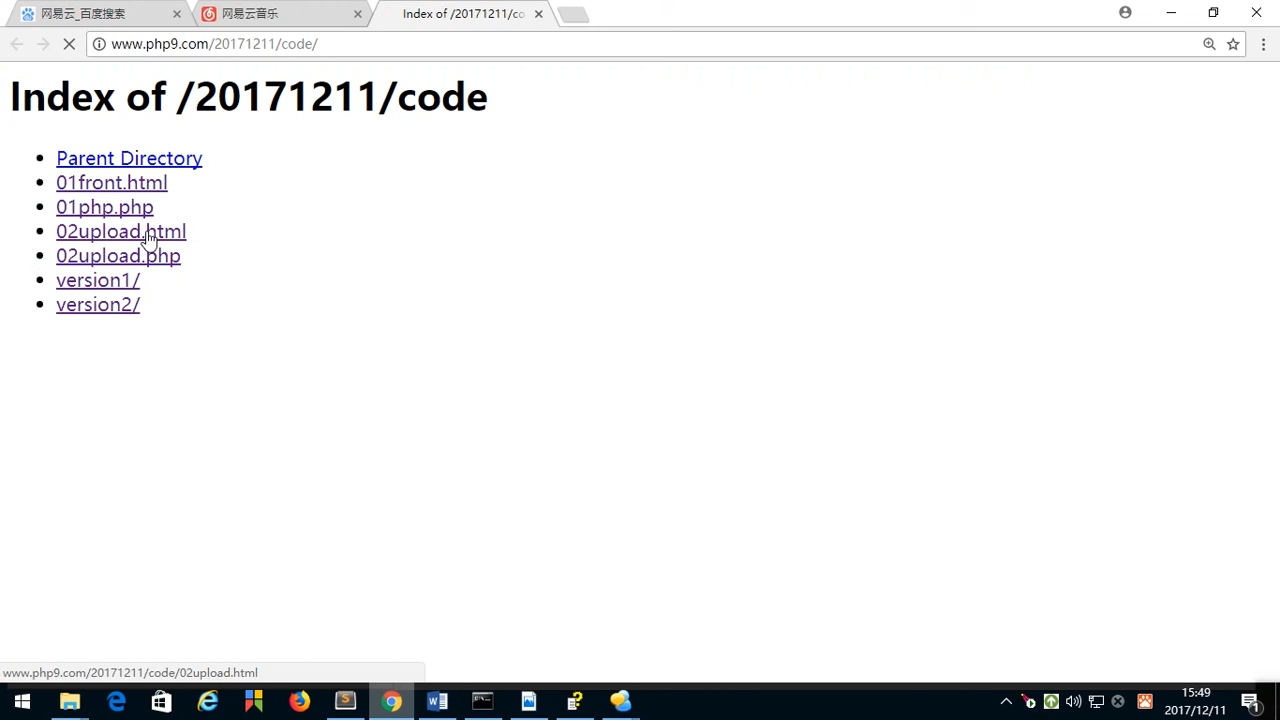 网易云_百度搜索
网易云音乐
Index of /20171211/co
www.php9.com/20171211/code/
Index of /20171211/code
Parent Directory
01front.html
01php.php
02upload.html
02upload.php
version1/
version2/
www.php9.com/20171211/code/02upload.html
15:49
2017/12/11
1